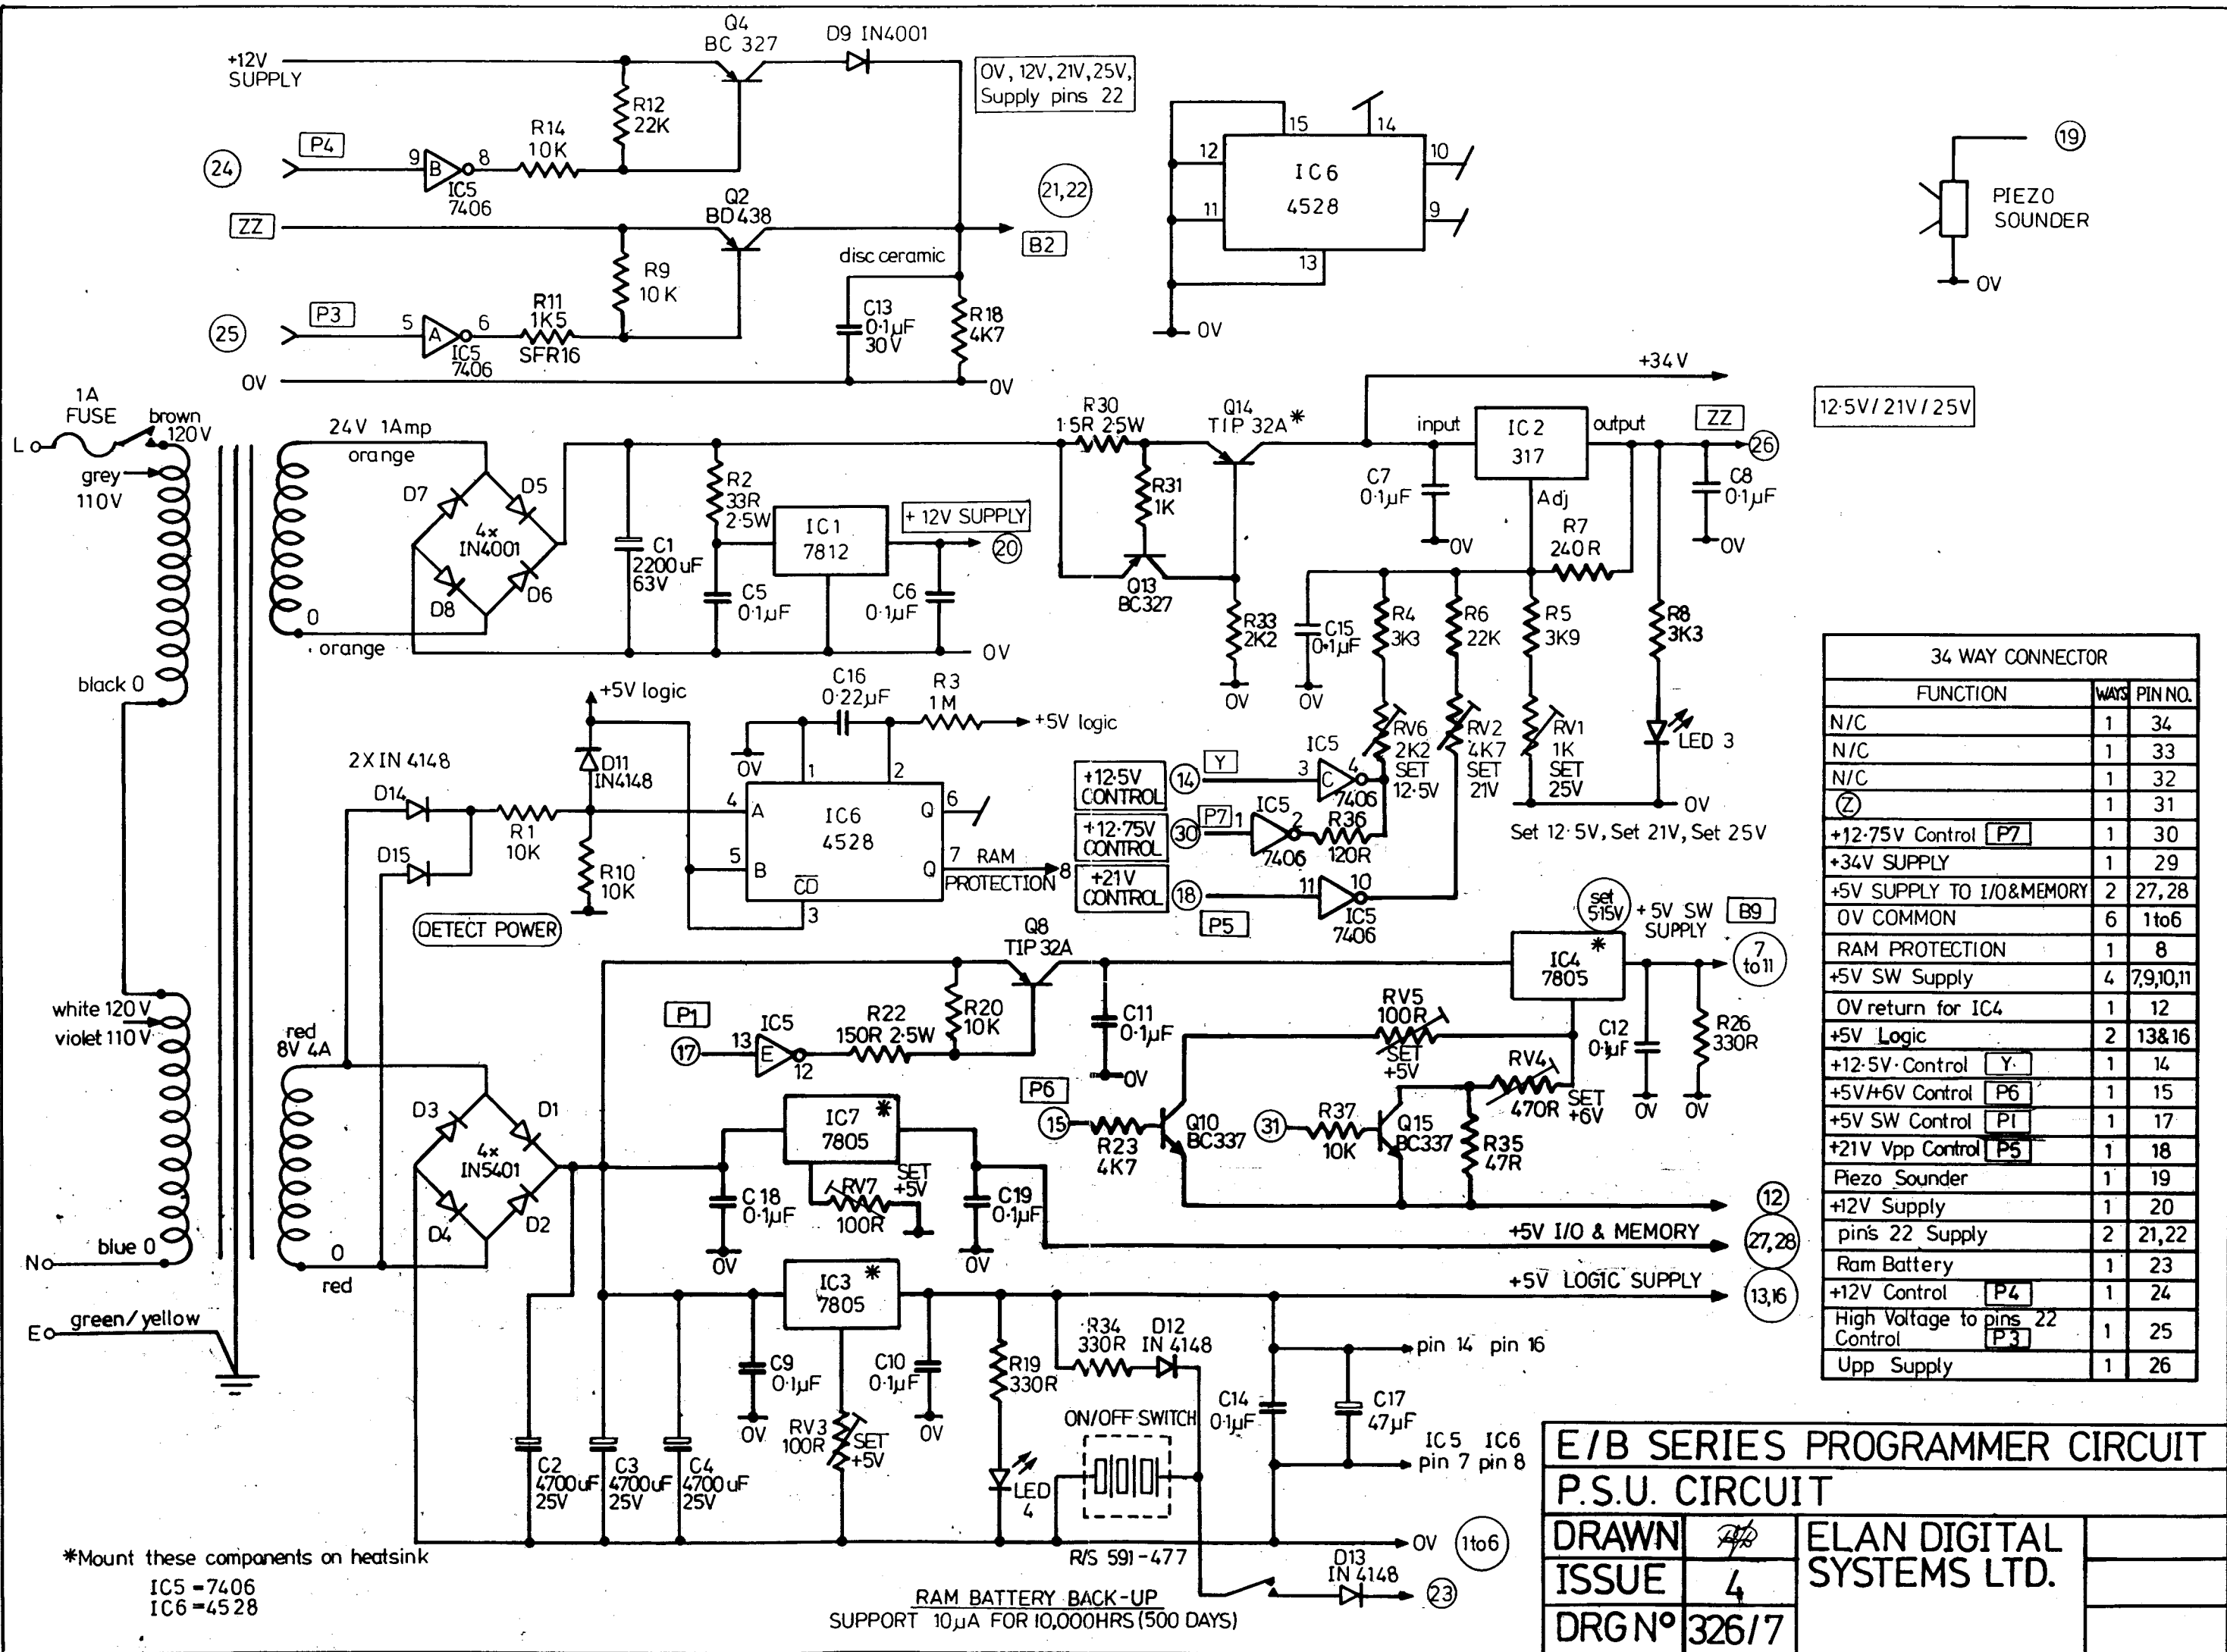 +12V
SUPPLY
Q4
BC 327
D9 IN4001
R12
22K
R14
10K
P4
24
9
B
8
IC5
7406
0V, 12V, 21V, 25V,
Supply pins 22
ZZ
Q2
BD438
21,22
B2
R9
10K
disc ceramic
R11
1K5
SFR16
P3
25
5
A
6
IC5
7406
C13
0·1µF
30V
R18
4K7
0V
0V
15
14
12
10
IC6
4528
11
9
13
0V
19
PIEZO
SOUNDER
0V
1A
FUSE
brown
120V
L
grey
110V
black 0
white 120V
violet 110V
blue 0
N
E
green/yellow
24V 1Amp
orange
D7
D5
4x
IN4001
D8
D6
0
orange
C1
2200uF
63V
R2
33R
2·5W
IC1
7812
+ 12V SUPPLY
20
C5
0·1µF
C6
0·1µF
0V
R30
1·5R 2·5W
Q14
TIP 32A*
R31
1K
Q13
BC327
R33
2K2
0V
+34V
input
IC2
317
output
Adj
ZZ
26
12·5V/21V/25V
C7
0·1µF
0V
C8
0·1µF
0V
R7
240R
C15
0·1µF
0V
R4
3K3
R6
22K
R5
3K9
R8
3K3
RV6
2K2
SET
12·5V
RV2
4K7
SET
21V
RV1
1K
SET
25V
LED 3
0V
Set 12·5V, Set 21V, Set 25V
+12·5V
CONTROL
14
Y
IC5
3
C
4
7406
+12·75V
CONTROL
30
P7
1
IC5
2
7406
R36
120R
+21V
CONTROL
18
P5
11
10
IC5
7406
+5V logic
C16
0·22µF
R3
1M
+5V logic
0V
2XIN 4148
D14
D15
D11
IN4148
R1
10K
R10
10K
DETECT POWER
1
2
4
A
IC6
4528
Q
6
5
B
Q
7
RAM
PROTECTION
8
CD
3
Q8
TIP 32A
P1
17
13
IC5
E
12
R22
150R 2·5W
R20
10K
C11
0·1µF
0V
set
5·15V
+5V SW
SUPPLY
B9
IC4
7805
*
7
to11
RV5
100R
SET
+5V
RV4
470R
SET
+6V
C12
0·1µF
0V
R26
330R
0V
P6
15
R23
4K7
Q10
BC337
31
R37
10K
Q15
BC337
R35
47R
12
red
8V 4A
D3
D1
4x
IN5401
D4
D2
0
red
IC7
7805
*
SET
+5V
RV7
100R
C18
0·1µF
0V
C19
0·1µF
0V
+5V I/O & MEMORY
27,28
IC3
7805
*
+5V LOGIC SUPPLY
13,16
C9
0·1µF
0V
C10
0·1µF
0V
RV3
100R
SET
+5V
R19
330R
LED
4
R34
330R
D12
IN 4148
ON/OFF SWITCH
C14
0·1µF
C17
47µF
pin 14 pin 16
IC5 IC6
pin 7 pin 8
C2
4700uF
25V
C3
4700uF
25V
C4
4700uF
25V
R/S 591-477
0V
1to6
D13
IN 4148
23
RAM BATTERY BACK-UP
SUPPORT 10µA FOR 10,000HRS (500 DAYS)
*Mount these components on heatsink
IC5 = 7406
IC6 = 4528
34 WAY CONNECTOR
FUNCTION WAYS PIN NO.
N/C 1 34
N/C 1 33
N/C 1 32
Z 1 31
+12·75V Control P7 1 30
+34V SUPPLY 1 29
+5V SUPPLY TO I/O&MEMORY 2 27,28
0V COMMON 6 1to6
RAM PROTECTION 1 8
+5V SW Supply 4 7,9,10,11
0V return for IC4 1 12
+5V Logic 2 13&16
+12·5V Control Y 1 14
+5V/+6V Control P6 1 15
+5V SW Control P1 1 17
+21V Vpp Control P5 1 18
Piezo Sounder 1 19
+12V Supply 1 20
pin's 22 Supply 2 21,22
Ram Battery 1 23
+12V Control P4 1 24
High Voltage to pins 22
Control P3 1 25
Upp Supply 1 26
E/B SERIES PROGRAMMER CIRCUIT
P.S.U. CIRCUIT
DRAWN
ELAN DIGITAL
SYSTEMS LTD.
ISSUE 4
DRG Nº 326/7